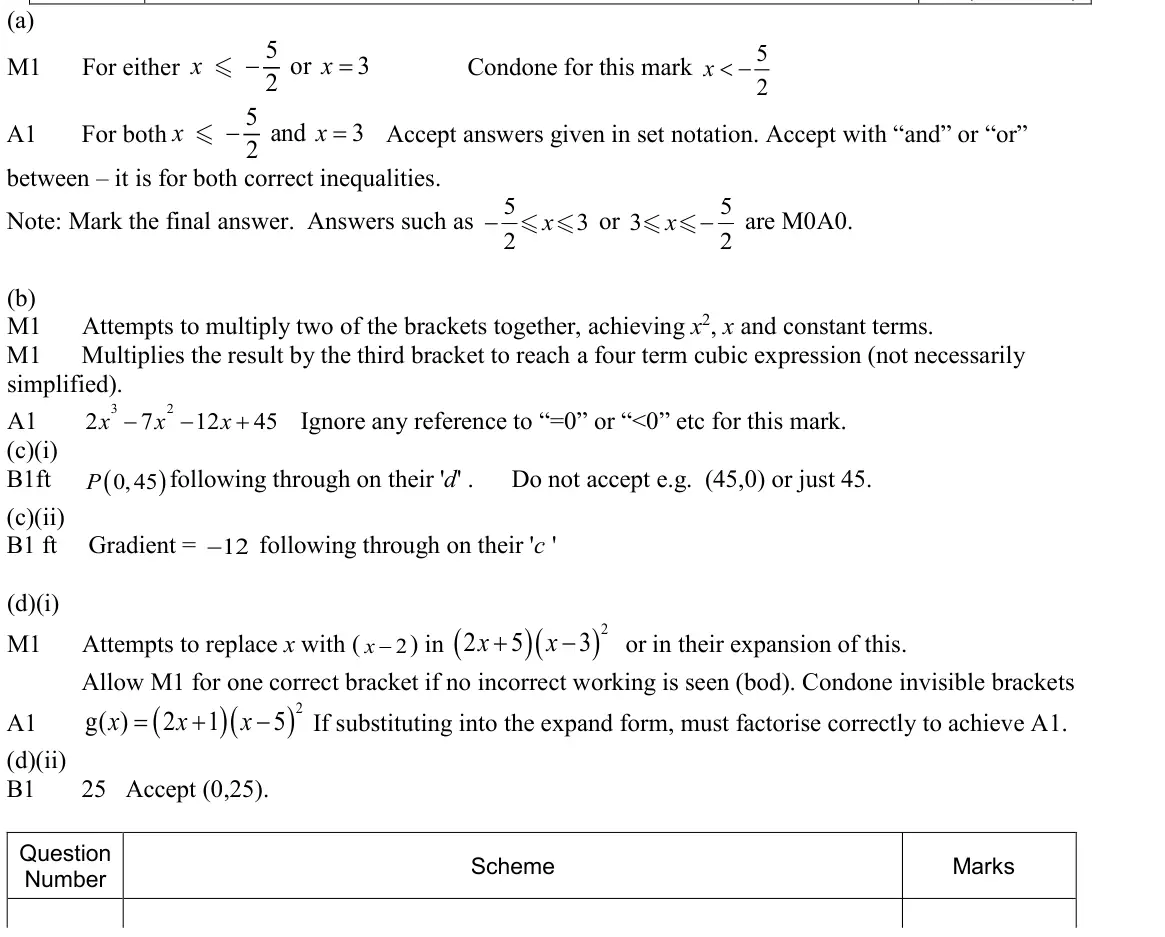 (a)
M1 For either x ⩽ −5/2 or x = 3 Condone for this mark x < −5/2
A1 For both x ⩽ −5/2 and x = 3 Accept answers given in set notation. Accept with “and” or “or”
between – it is for both correct inequalities.
Note: Mark the final answer. Answers such as −5/2 ⩽ x ⩽ 3 or 3 ⩽ x ⩽ −5/2 are M0A0.
(b)
M1 Attempts to multiply two of the brackets together, achieving x², x and constant terms.
M1 Multiplies the result by the third bracket to reach a four term cubic expression (not necessarily
simplified).
A1 2x³ − 7x² − 12x + 45 Ignore any reference to “=0” or “<0” etc for this mark.
(c)(i)
B1ft P(0,45) following through on their 'd' . Do not accept e.g. (45,0) or just 45.
(c)(ii)
B1 ft Gradient = −12 following through on their 'c '
(d)(i)
M1 Attempts to replace x with (x − 2) in (2x+5)(x−3)² or in their expansion of this.
Allow M1 for one correct bracket if no incorrect working is seen (bod). Condone invisible brackets
A1 g(x) = (2x+1)(x−5)² If substituting into the expand form, must factorise correctly to achieve A1.
(d)(ii)
B1 25 Accept (0,25).
Question Number Scheme Marks